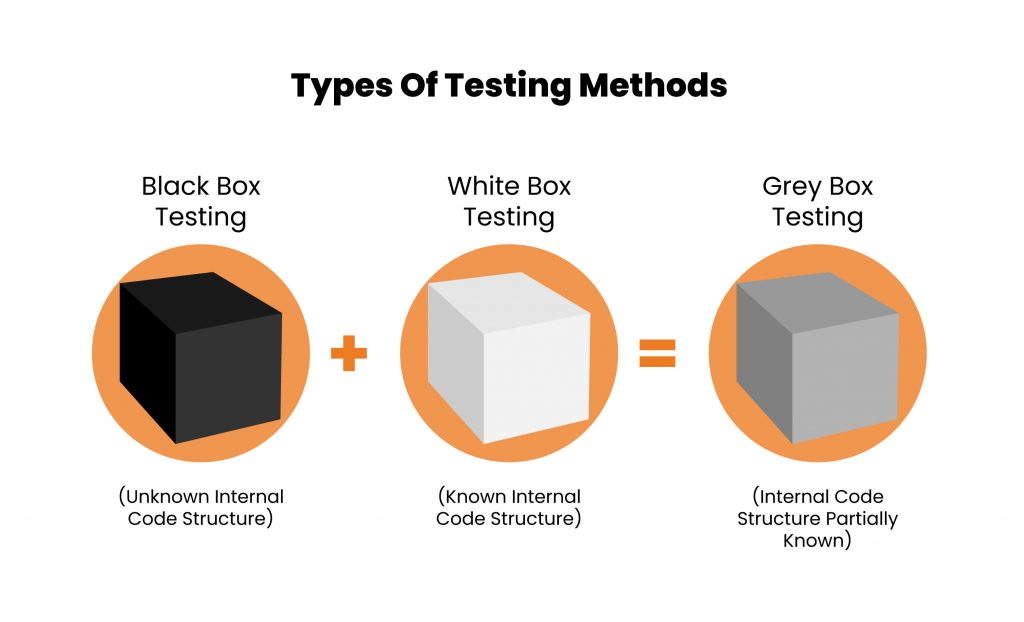 Types Of Testing Methods
Black Box
Testing
White Box
Testing
Grey Box
Testing
+
=
(Unknown Internal
Code Structure)
(Known Internal
Code Structure)
(Internal Code
Structure Partially
Known)